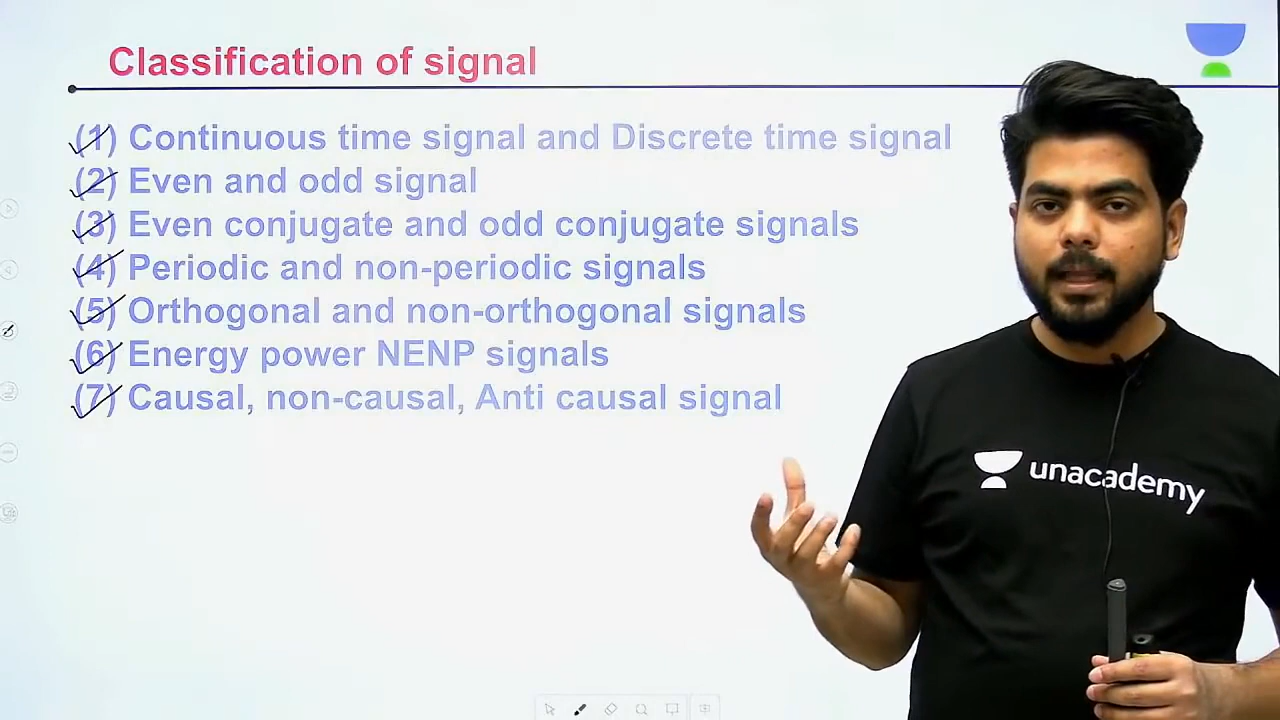 Classification of signal
(1) Continuous time signal and Discrete time signal
(2) Even and odd signal
(3) Even conjugate and odd conjugate signals
(4) Periodic and non-periodic signals
(5) Orthogonal and non-orthogonal signals
(6) Energy power NENP signals
(7) Causal, non-causal, Anti causal signal
unacademy